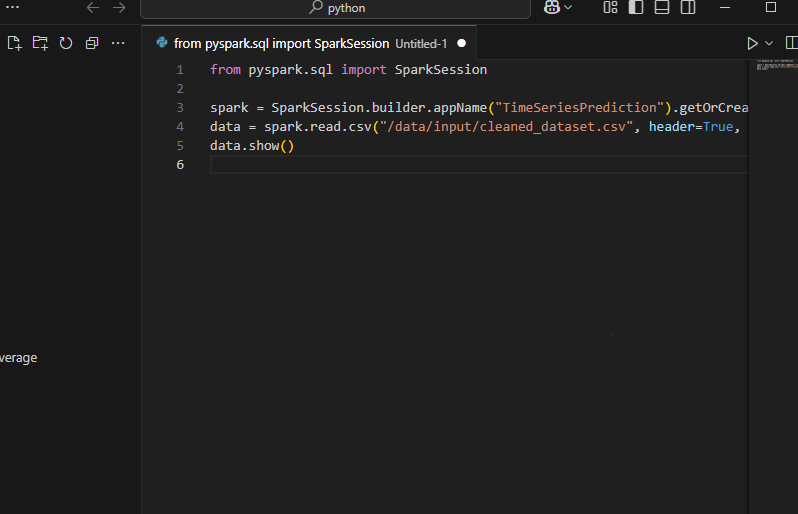 python
from pyspark.sql import SparkSession Untitled-1
1 from pyspark.sql import SparkSession
2
3 spark = SparkSession.builder.appName("TimeSeriesPrediction").getOrCrea
4 data = spark.read.csv("/data/input/cleaned_dataset.csv", header=True,
5 data.show()
6
verage